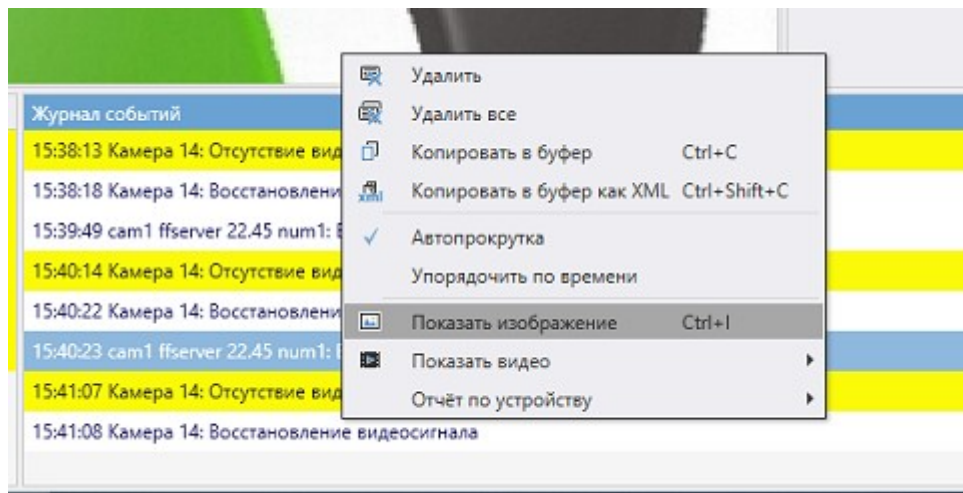 Журнал событий
15:38:13 Камера 14: Отсутствие вид
15:38:18 Камера 14: Восстановлени
15:39:49 cam1 ffserver 22.45 num1:
15:40:14 Камера 14: Отсутствие вид
15:40:22 Камера 14: Восстановлени
15:40:23 cam1 ffserver 22.45 num1:
15:41:07 Камера 14: Отсутствие вид
15:41:08 Камера 14: Восстановление видеосигнала
Удалить
Удалить все
Копировать в буфер Ctrl+C
xml Копировать в буфер как XML Ctrl+Shift+C
Автопрокрутка
Упорядочить по времени
Показать изображение Ctrl+I
Показать видео
Отчёт по устройству